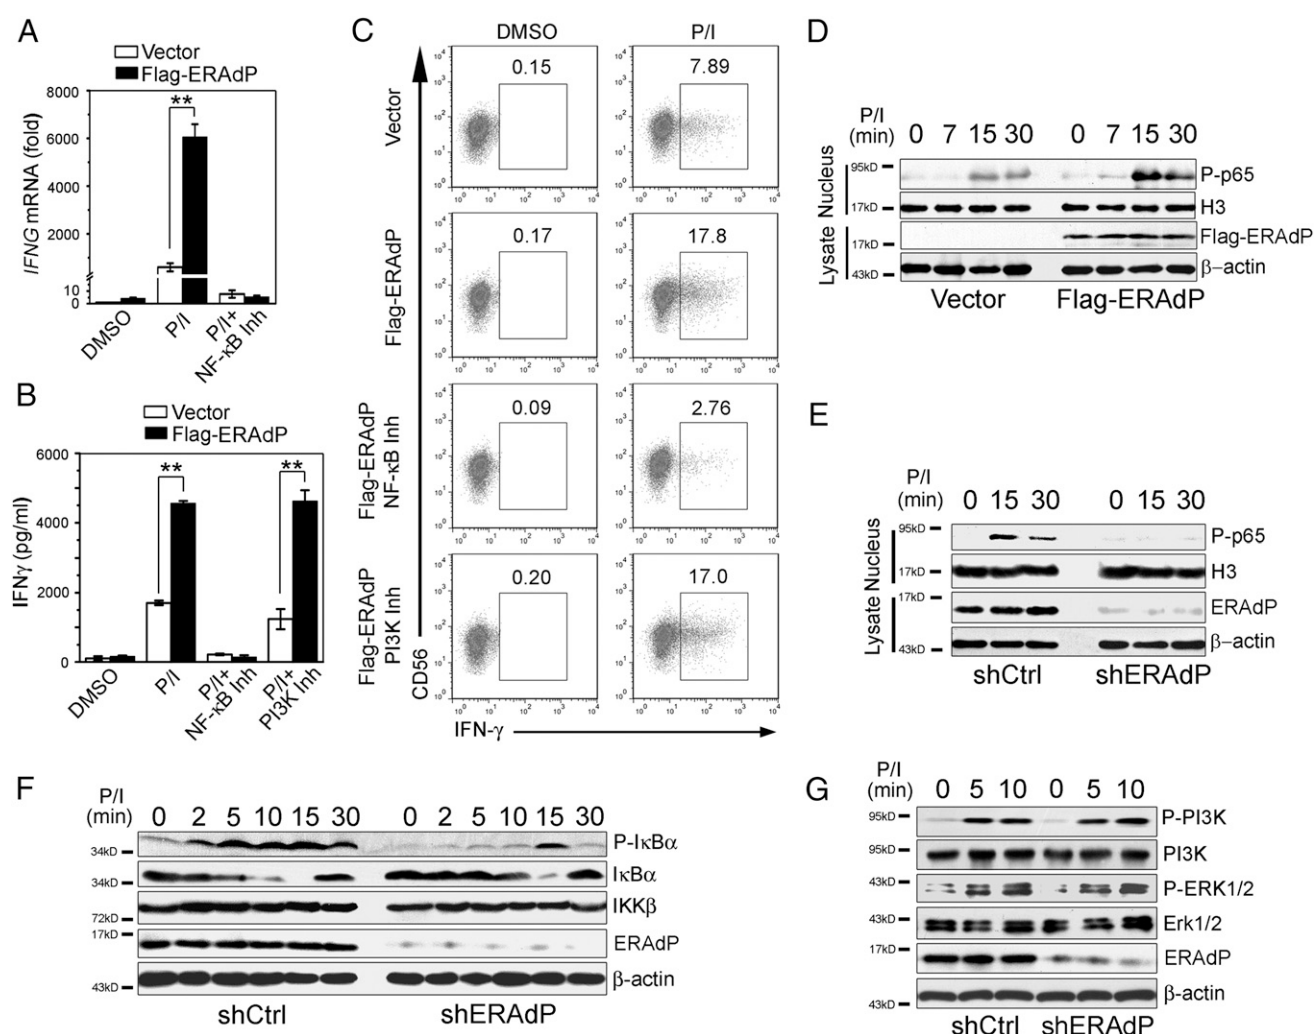 A
Vector
Flag-ERAdP
8000
6000
4000
2000
10
0
**
IFNG mRNA (fold)
DMSO
P/I
P/I+
NF-κB Inh
B
Vector
Flag-ERAdP
6000
4000
2000
0
**
**
IFNγ (pg/ml)
DMSO
P/I
P/I+
NF-κB Inh
P/I+
PI3K Inh
C
DMSO
P/I
Vector
0.15
7.89
Flag-ERAdP
0.17
17.8
Flag-ERAdP
NF-κB Inh
0.09
2.76
Flag-ERAdP
PI3K Inh
0.20
17.0
CD56
IFN-γ
D
P/I
(min)
0 7 15 30 0 7 15 30
Nucleus
Lysate
95kD
P-p65
17kD
H3
17kD
Flag-ERAdP
43kD
β-actin
Vector
Flag-ERAdP
E
P/I
(min)
0 15 30 0 15 30
Nucleus
Lysate
95kD
P-p65
17kD
H3
17kD
ERAdP
43kD
β-actin
shCtrl
shERAdP
F
P/I
(min)
0 2 5 10 15 30 0 2 5 10 15 30
34kD
P-IκBα
34kD
IκBα
72kD
IKKβ
17kD
ERAdP
43kD
β-actin
shCtrl
shERAdP
G
P/I
(min)
0 5 10 0 5 10
95kD
P-PI3K
95kD
PI3K
43kD
P-ERK1/2
43kD
Erk1/2
17kD
ERAdP
43kD
β-actin
shCtrl
shERAdP